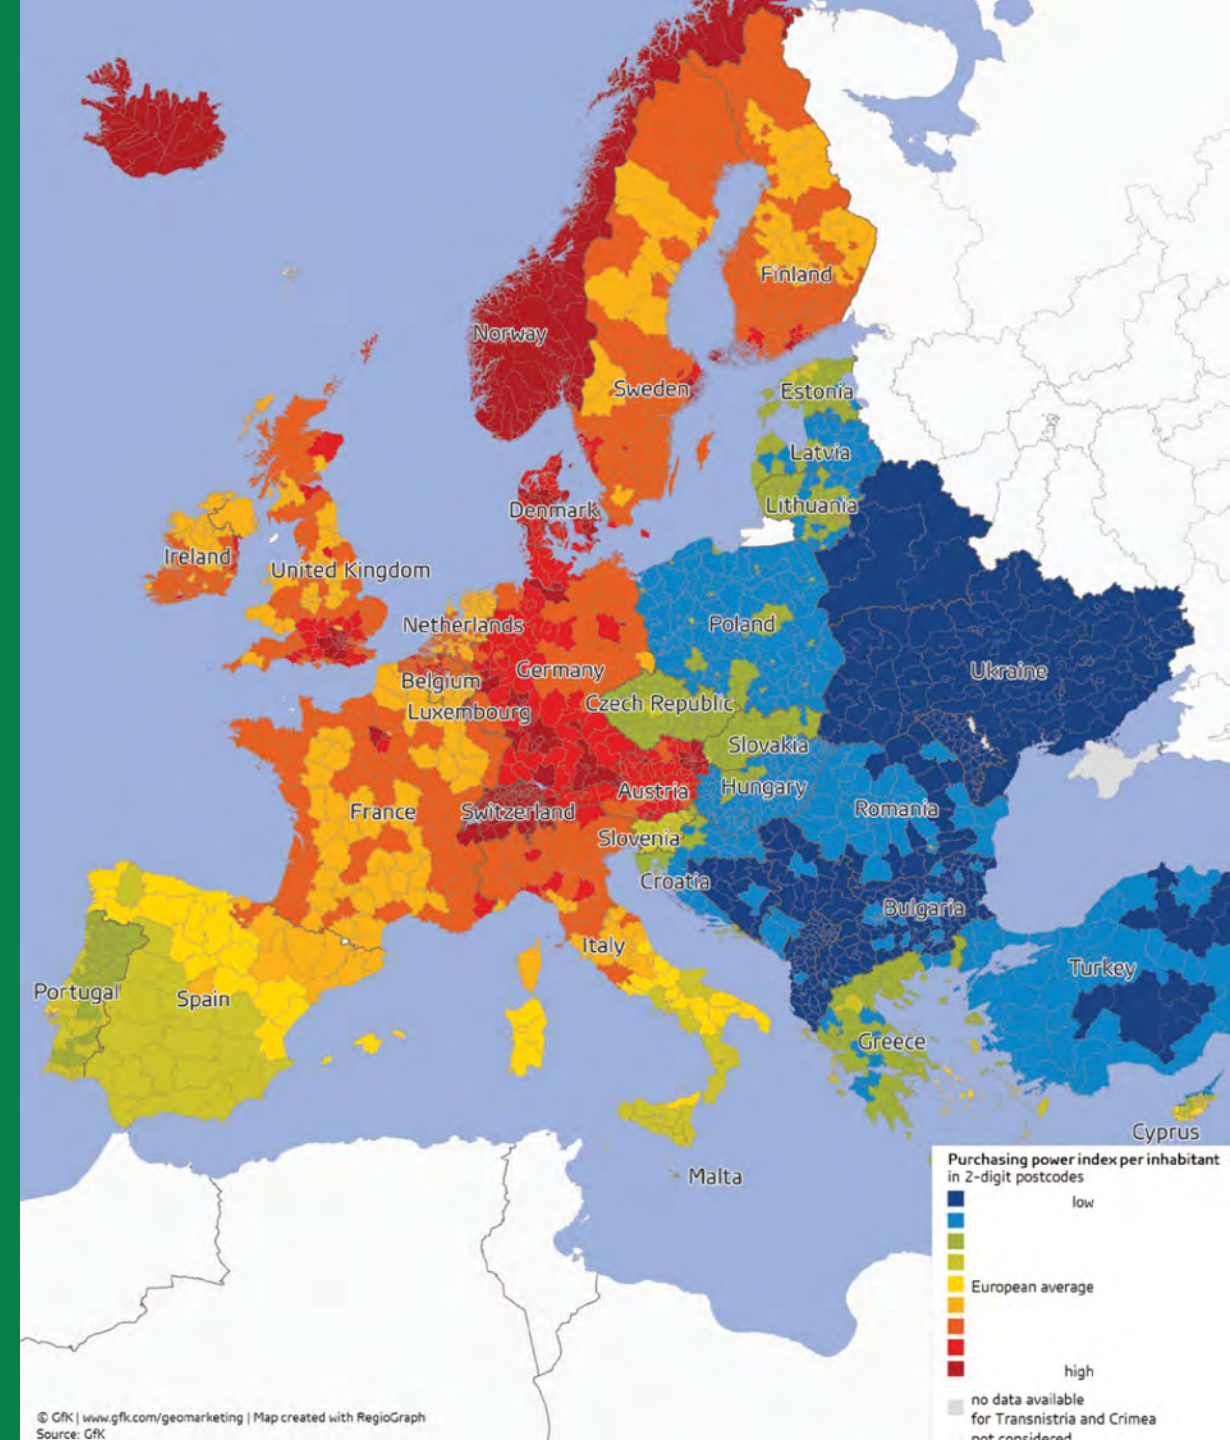 Norway
Finland
Sweden
Estonia
Latvia
Denmark
Lithuania
Ireland
United Kingdom
Netherlands
Poland
Germany
Ukraine
Belgium
Czech Republic
Luxembourg
Slovakia
Hungary
Austria
France
Switzerland
Romania
Slovenia
Croatia
Bulgaria
Italy
Turkey
Portugal
Spain
Greece
Cyprus
Malta
Purchasing power index per inhabitant
in 2-digit postcodes
low
European average
high
no data available
for Transnistria and Crimea
not considered
© GfK | www.gfk.com/geomarketing | Map created with RegioGraph
Source: GfK